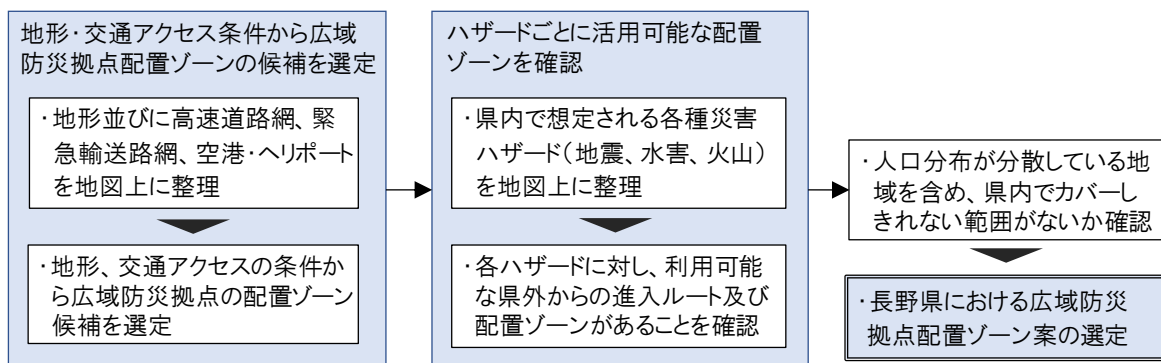 地形・交通アクセス条件から広域
防災拠点配置ゾーンの候補を選定
・地形並びに高速道路網、緊
急輸送路網、空港・ヘリポート
を地図上に整理
・地形、交通アクセスの条件か
ら広域防災拠点の配置ゾーン
候補を選定
ハザードごとに活用可能な配置
ゾーンを確認
・県内で想定される各種災害
ハザード(地震、水害、火山)
を地図上に整理
・各ハザードに対し、利用可能
な県外からの進入ルート及び
配置ゾーンがあることを確認
・人口分布が分散している地
域を含め、県内でカバーし
きれない範囲がないか確認
・長野県における広域防災
拠点配置ゾーン案の選定